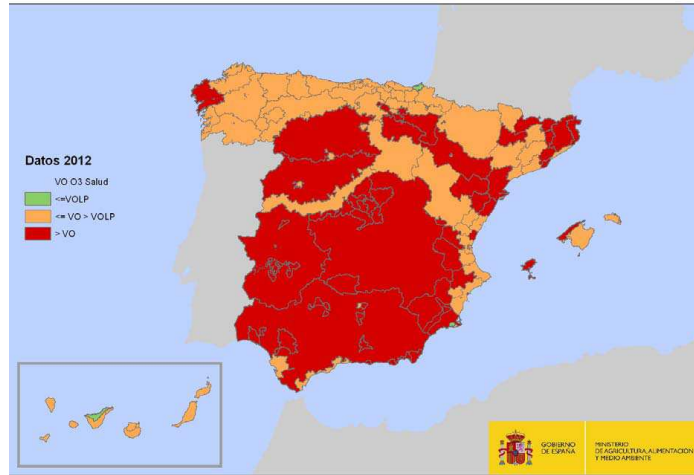 Datos 2012
VO O3 Salud
<=VOLP
<= VO > VOLP
> VO
GOBIERNO
DE ESPAÑA
MINISTERIO
DE AGRICULTURA, ALIMENTACIÓN
Y MEDIO AMBIENTE